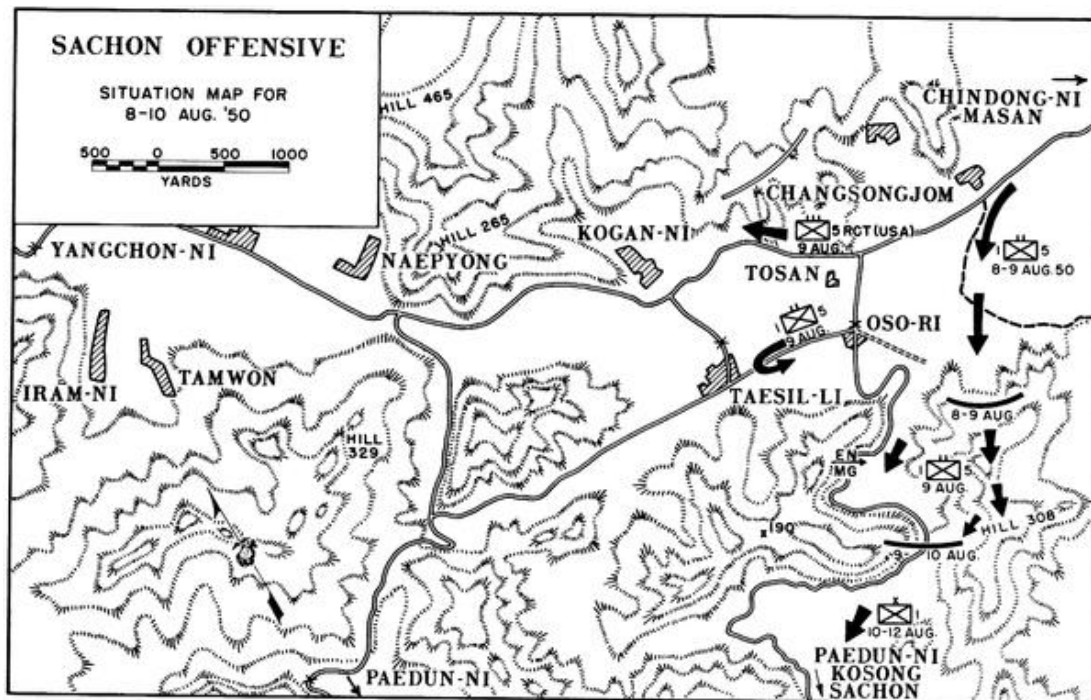 SACHON OFFENSIVE
SITUATION MAP FOR
8-10 AUG. '50
500 0 500 1000
YARDS
HILL 465
CHINDONG-NI
MASAN
CHANGSONGJOM
HILL 265
KOGAN-NI
5 RCT (USA)
9 AUG.
YANGCHON-NI
NAEPYONG
1 5
8-9 AUG. 50
TOSAN
1 5
9 AUG.
OSO-RI
IRAM-NI
TAMWON
TAESIL-LI
8-9 AUG.
HILL
329
EN
MG
1 5
9 AUG.
HILL 308
190
9- 10 AUG.
1
10-12 AUG.
PAEDUN-NI
PAEDUN-NI
KOSONG
SACHON